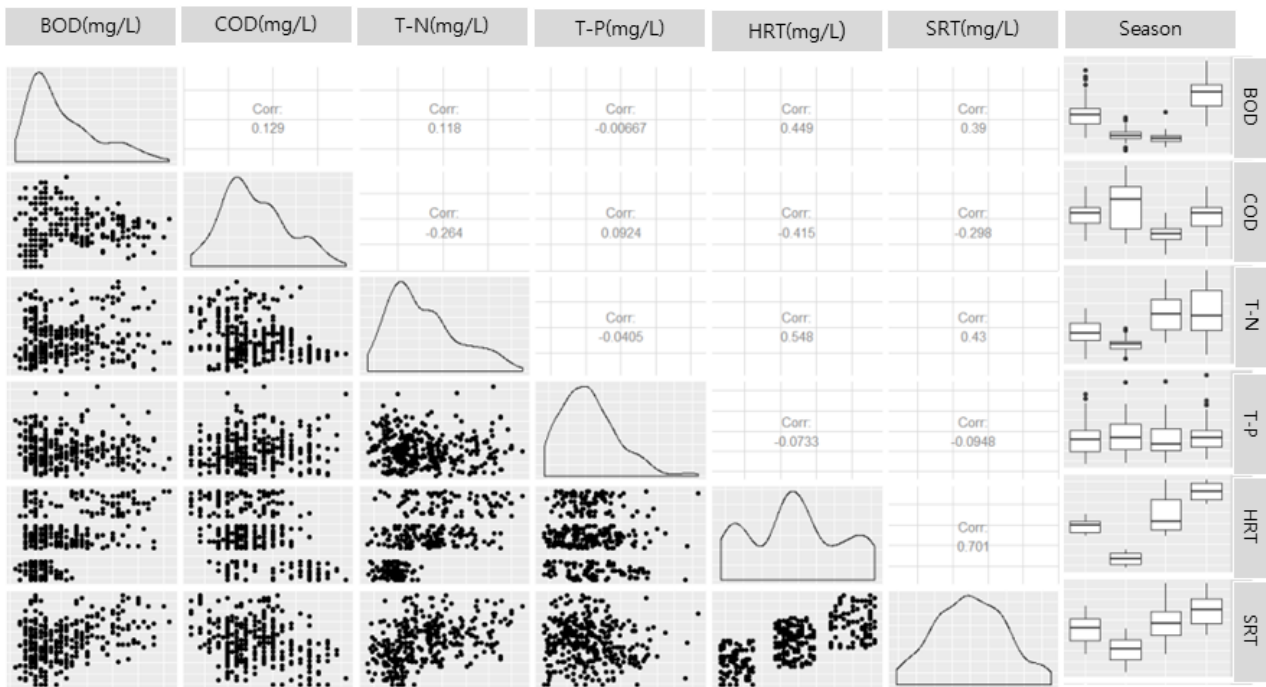 BOD(mg/L) COD(mg/L) T-N(mg/L) T-P(mg/L) HRT(mg/L) SRT(mg/L) Season
BOD
Corr: Corr: Corr: Corr: Corr:
0.129 0.118 -0.00667 0.449 0.39
COD
Corr: Corr: Corr: Corr:
-0.264 0.0924 -0.415 -0.298
T-N
Corr: Corr: Corr:
-0.0405 0.548 0.43
T-P
Corr: Corr:
-0.0733 -0.0948
HRT
Corr:
0.701
SRT